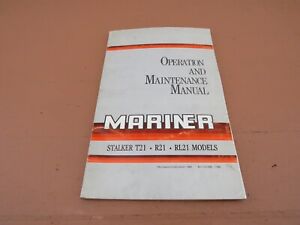 OPERATION
AND
MAINTENANCE
MANUAL
MARINER
STALKER T21 • R21 • RL21 MODELS